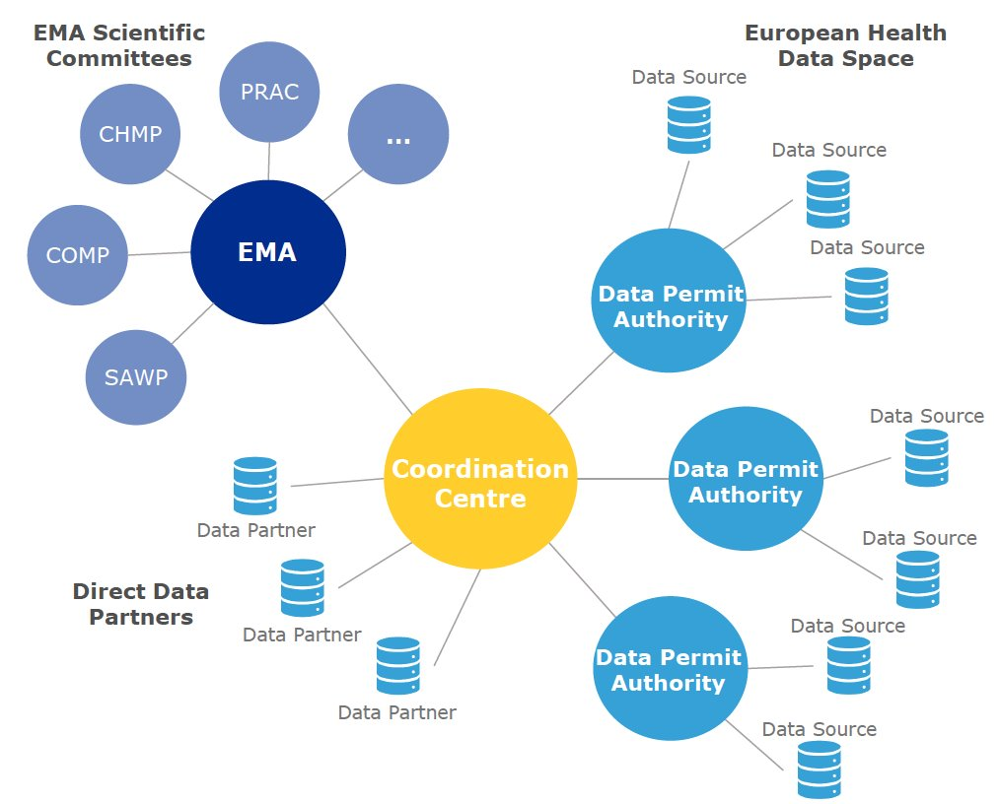 EMA Scientific
Committees
European Health
Data Space
PRAC
CHMP
...
COMP
EMA
SAWP
Data Source
Data Source
Data Source
Data Permit
Authority
Coordination
Centre
Data Permit
Authority
Data Source
Data Source
Data Partner
Direct Data
Partners
Data Partner
Data Partner
Data Permit
Authority
Data Source
Data Source